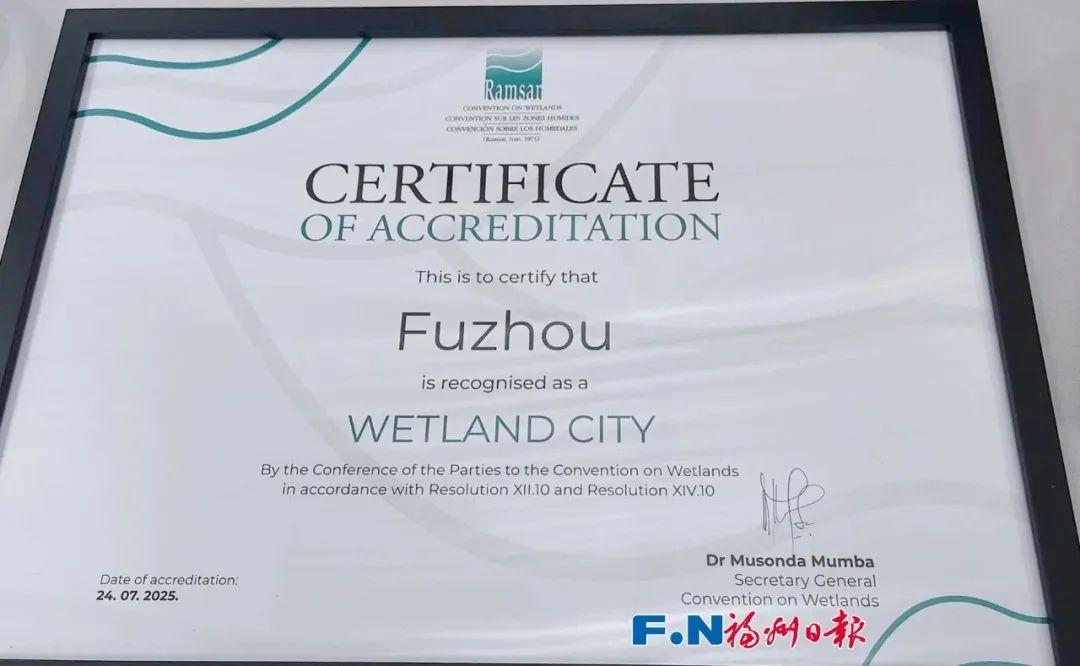 Ramsar
CONVENTION ON WETLANDS
CONVENTION SUR LES ZONES HUMIDES
CONVENCIÓN SOBRE LOS HUMEDALES
(Ramsar, Iran, 1971)
CERTIFICATE
OF ACCREDITATION
This is to certify that
Fuzhou
is recognised as a
WETLAND CITY
By the Conference of the Parties to the Convention on Wetlands
in accordance with Resolution XII.10 and Resolution XIV.10
Dr Musonda Mumba
Secretary General
Convention on Wetlands
Date of accreditation:
24. 07. 2025.
F.N福州日报